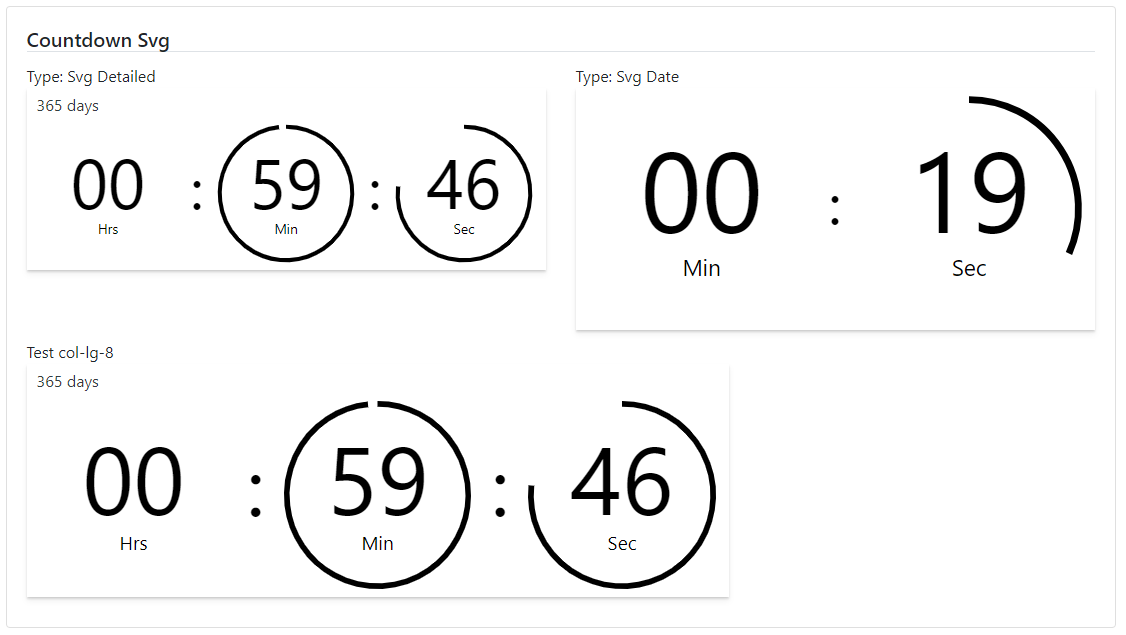 Countdown Svg
Type: Svg Detailed
365 days
00 : 59 : 46
Hrs Min Sec
Type: Svg Date
00 : 19
Min Sec
Test col-lg-8
365 days
00 : 59 : 46
Hrs Min Sec